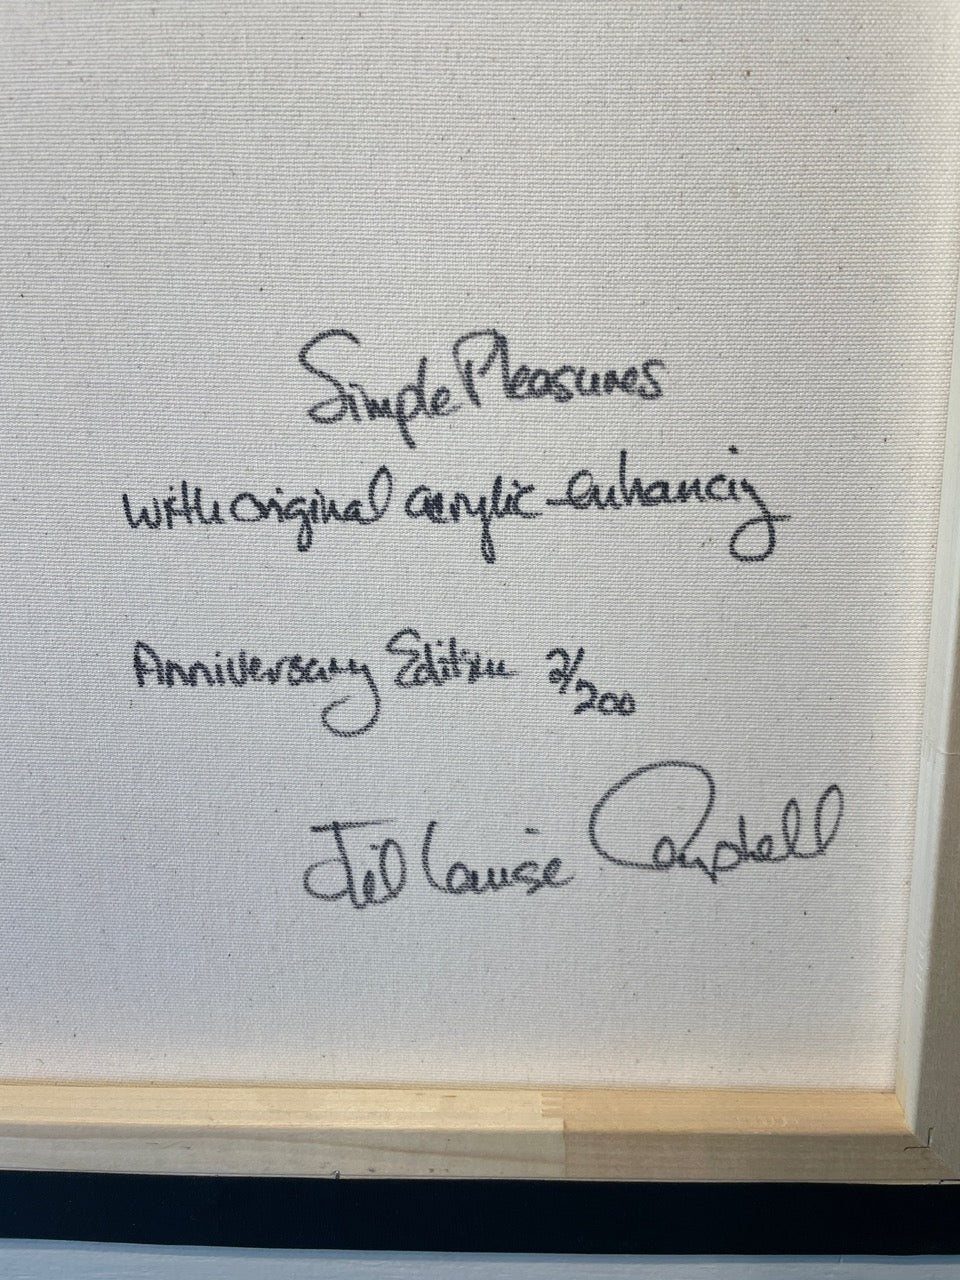 Simple Pleasures
with original acrylic enhancing
Anniversary Edition 2/200
Jill Louise Campbell